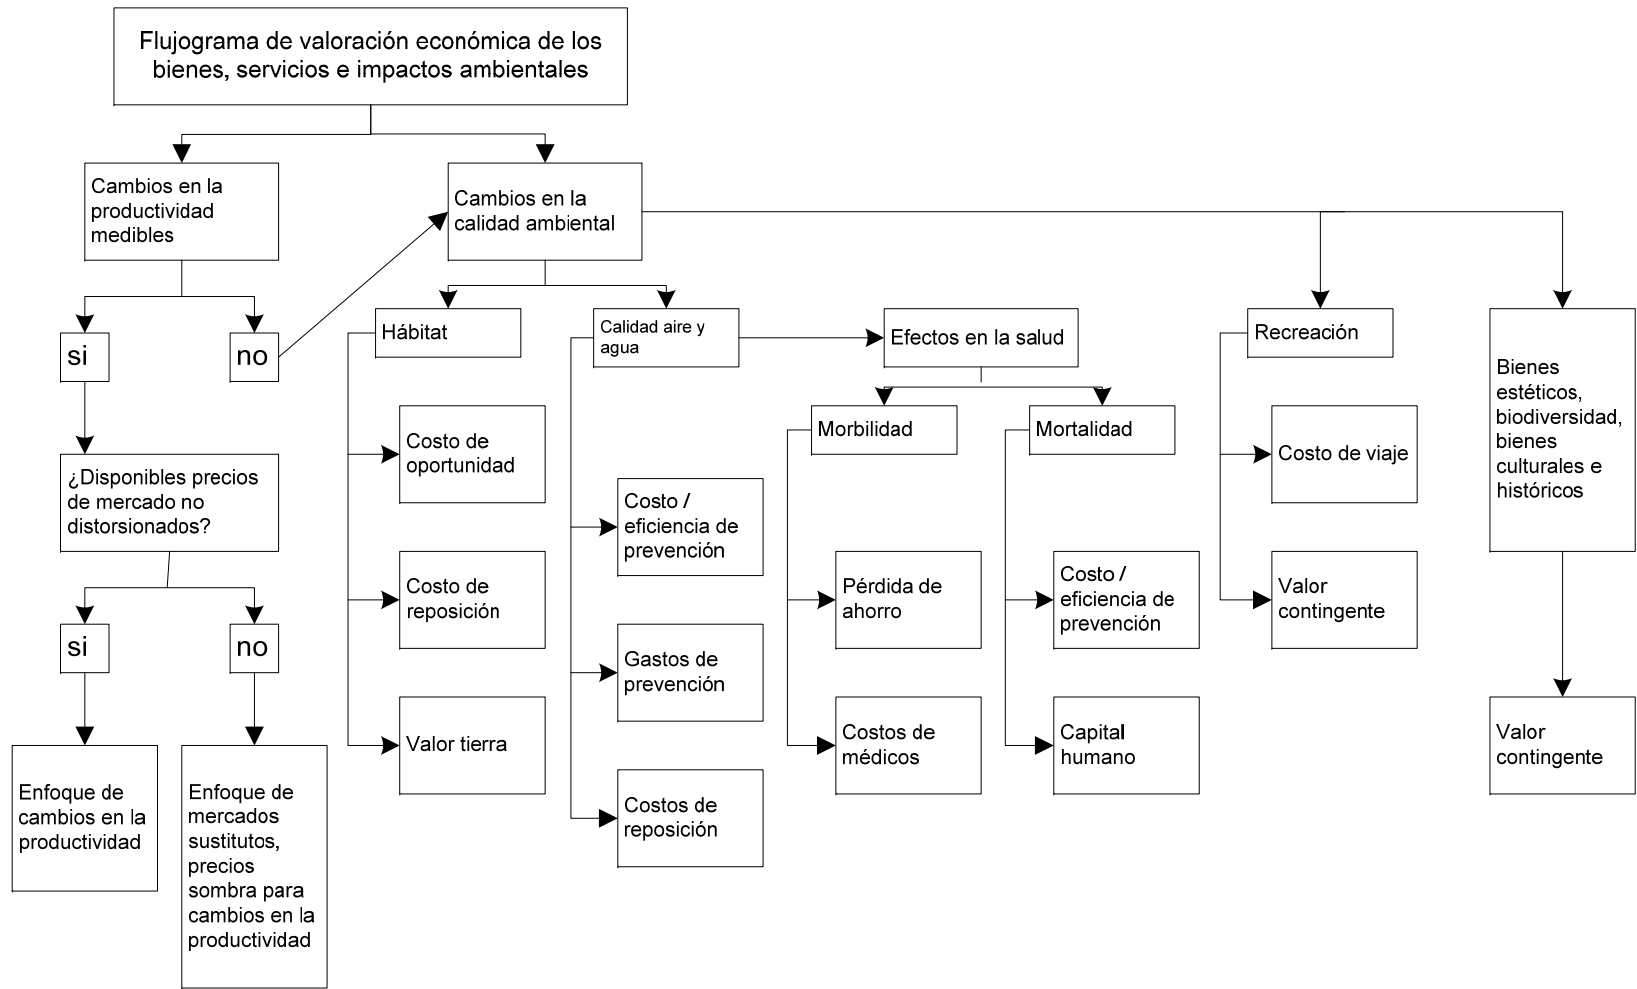 Flujograma de valoración económica de los
bienes, servicios e impactos ambientales
Cambios en la
productividad
medibles
Cambios en la
calidad ambiental
si
no
Hábitat
Calidad aire y
agua
Efectos en la salud
Recreación
Bienes
estéticos,
biodiversidad,
bienes
culturales e
históricos
Morbilidad
Mortalidad
¿Disponibles precios
de mercado no
distorsionados?
Costo de
oportunidad
Costo de viaje
Costo /
eficiencia de
prevención
Costo de
reposición
Pérdida de
ahorro
Costo /
eficiencia de
prevención
Valor
contingente
si
no
Gastos de
prevención
Valor tierra
Costos de
médicos
Capital
humano
Valor
contingente
Enfoque de
cambios en la
productividad
Enfoque de
mercados
sustitutos,
precios
sombra para
cambios en la
productividad
Costos de
reposición